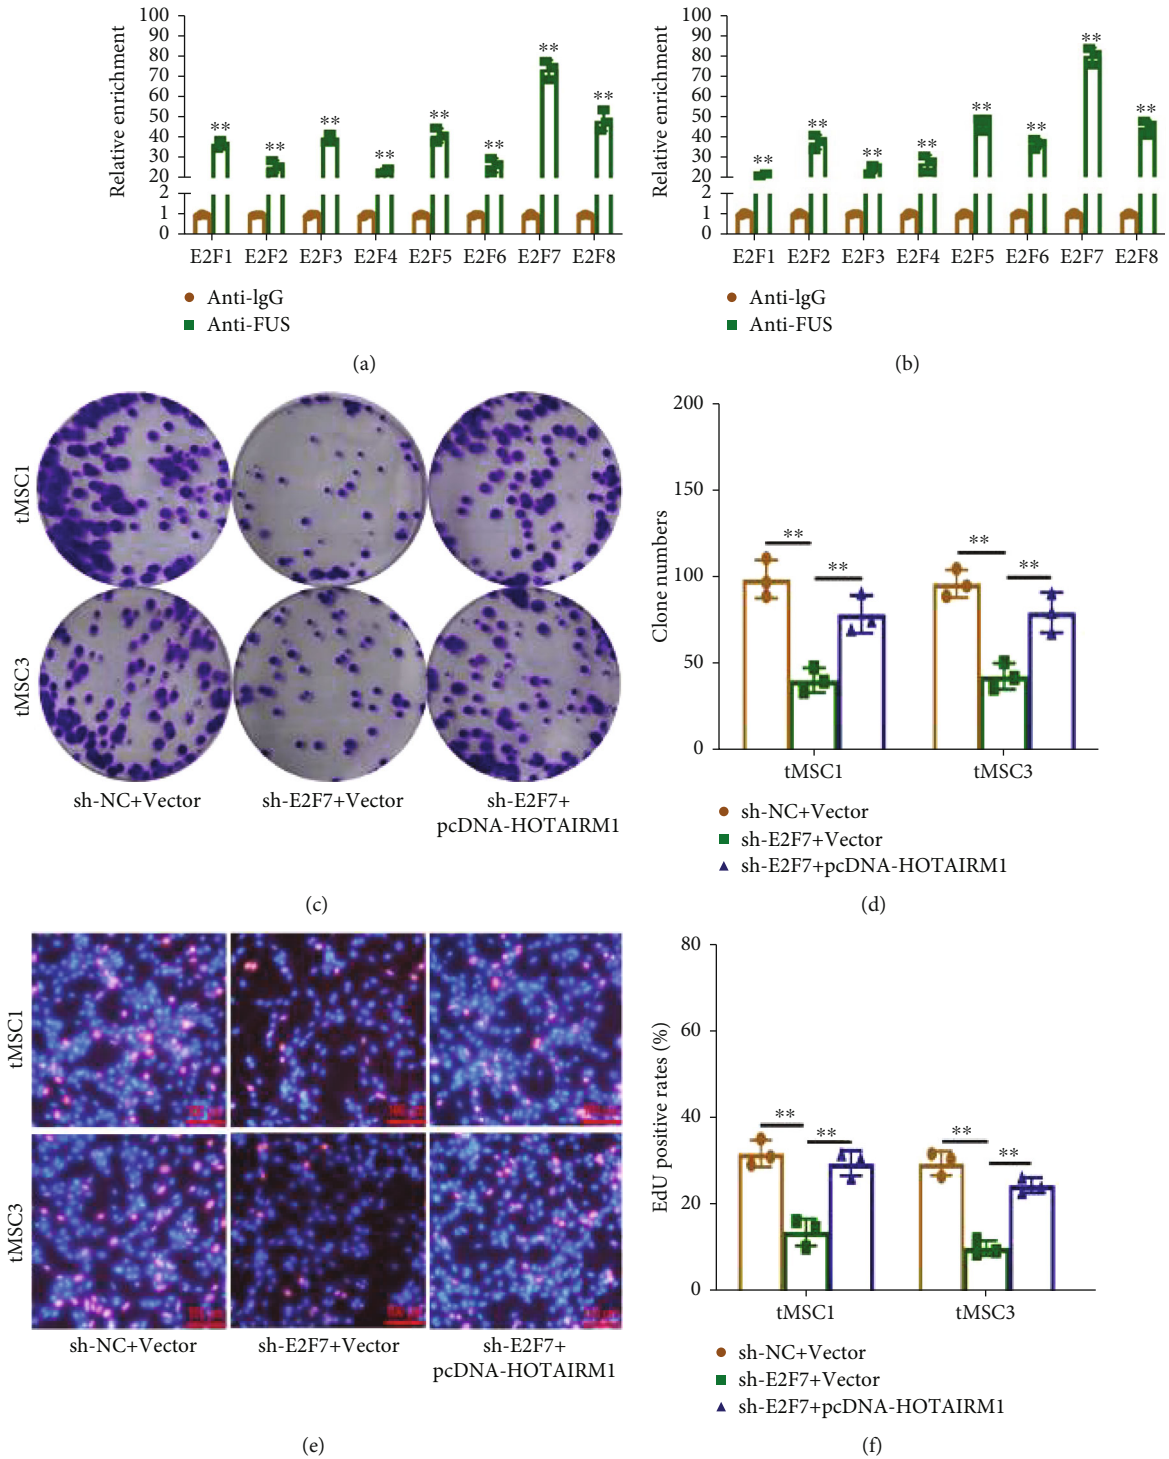 Relative enrichment
100
90
80
70
60
50
40
30
20
2
1
0
** ** ** ** ** ** ** **
E2F1 E2F2 E2F3 E2F4 E2F5 E2F6 E2F7 E2F8
Anti-IgG
Anti-FUS
(a)
Relative enrichment
100
90
80
70
60
50
40
30
20
2
1
0
** ** ** ** ** ** ** **
E2F1 E2F2 E2F3 E2F4 E2F5 E2F6 E2F7 E2F8
Anti-IgG
Anti-FUS
(b)
tMSC1
tMSC3
sh-NC+Vector
sh-E2F7+Vector
sh-E2F7+
pcDNA-HOTAIRM1
(c)
Clone numbers
200
150
100
50
0
** ** ** **
tMSC1 tMSC3
sh-NC+Vector
sh-E2F7+Vector
sh-E2F7+pcDNA-HOTAIRM1
(d)
tMSC1
tMSC3
sh-NC+Vector
sh-E2F7+Vector
sh-E2F7+
pcDNA-HOTAIRM1
(e)
EdU positive rates (%)
80
60
40
20
0
** ** ** **
tMSC1 tMSC3
sh-NC+Vector
sh-E2F7+Vector
sh-E2F7+pcDNA-HOTAIRM1
(f)